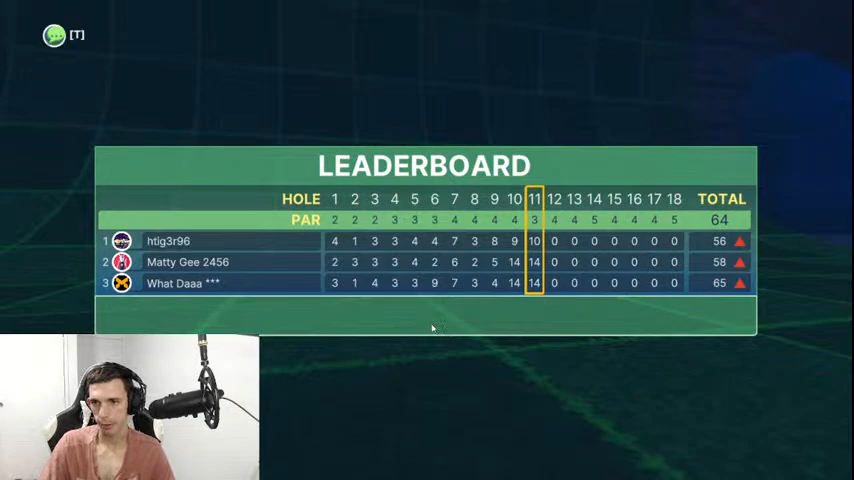 [T]
LEADERBOARD
HOLE 1 2 3 4 5 6 7 8 9 10 11 12 13 14 15 16 17 18 TOTAL
PAR 2 2 2 3 3 3 4 4 4 4 3 4 4 5 4 4 4 5 64
1 htig3r96 4 1 3 3 4 4 7 3 8 9 10 0 0 0 0 0 0 0 56
2 Matty Gee 2456 2 3 3 3 4 2 6 2 5 14 14 0 0 0 0 0 0 0 58
3 What Daaa *** 3 1 4 3 3 9 7 3 4 14 14 0 0 0 0 0 0 0 65